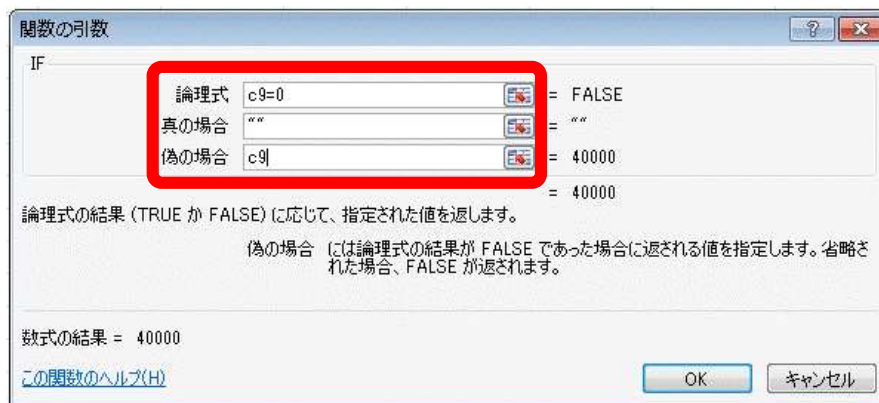 関数の引数
IF
論理式 c9=0 = FALSE
真の場合 "" = ""
偽の場合 c9 = 40000
= 40000
論理式の結果 (TRUE か FALSE) に応じて、指定された値を返します。
偽の場合 には論理式の結果が FALSE であった場合に返される値を指定します。省略さ
れた場合、FALSE が返されます。
数式の結果 = 40000
この関数のヘルプ(H)
OK キャンセル